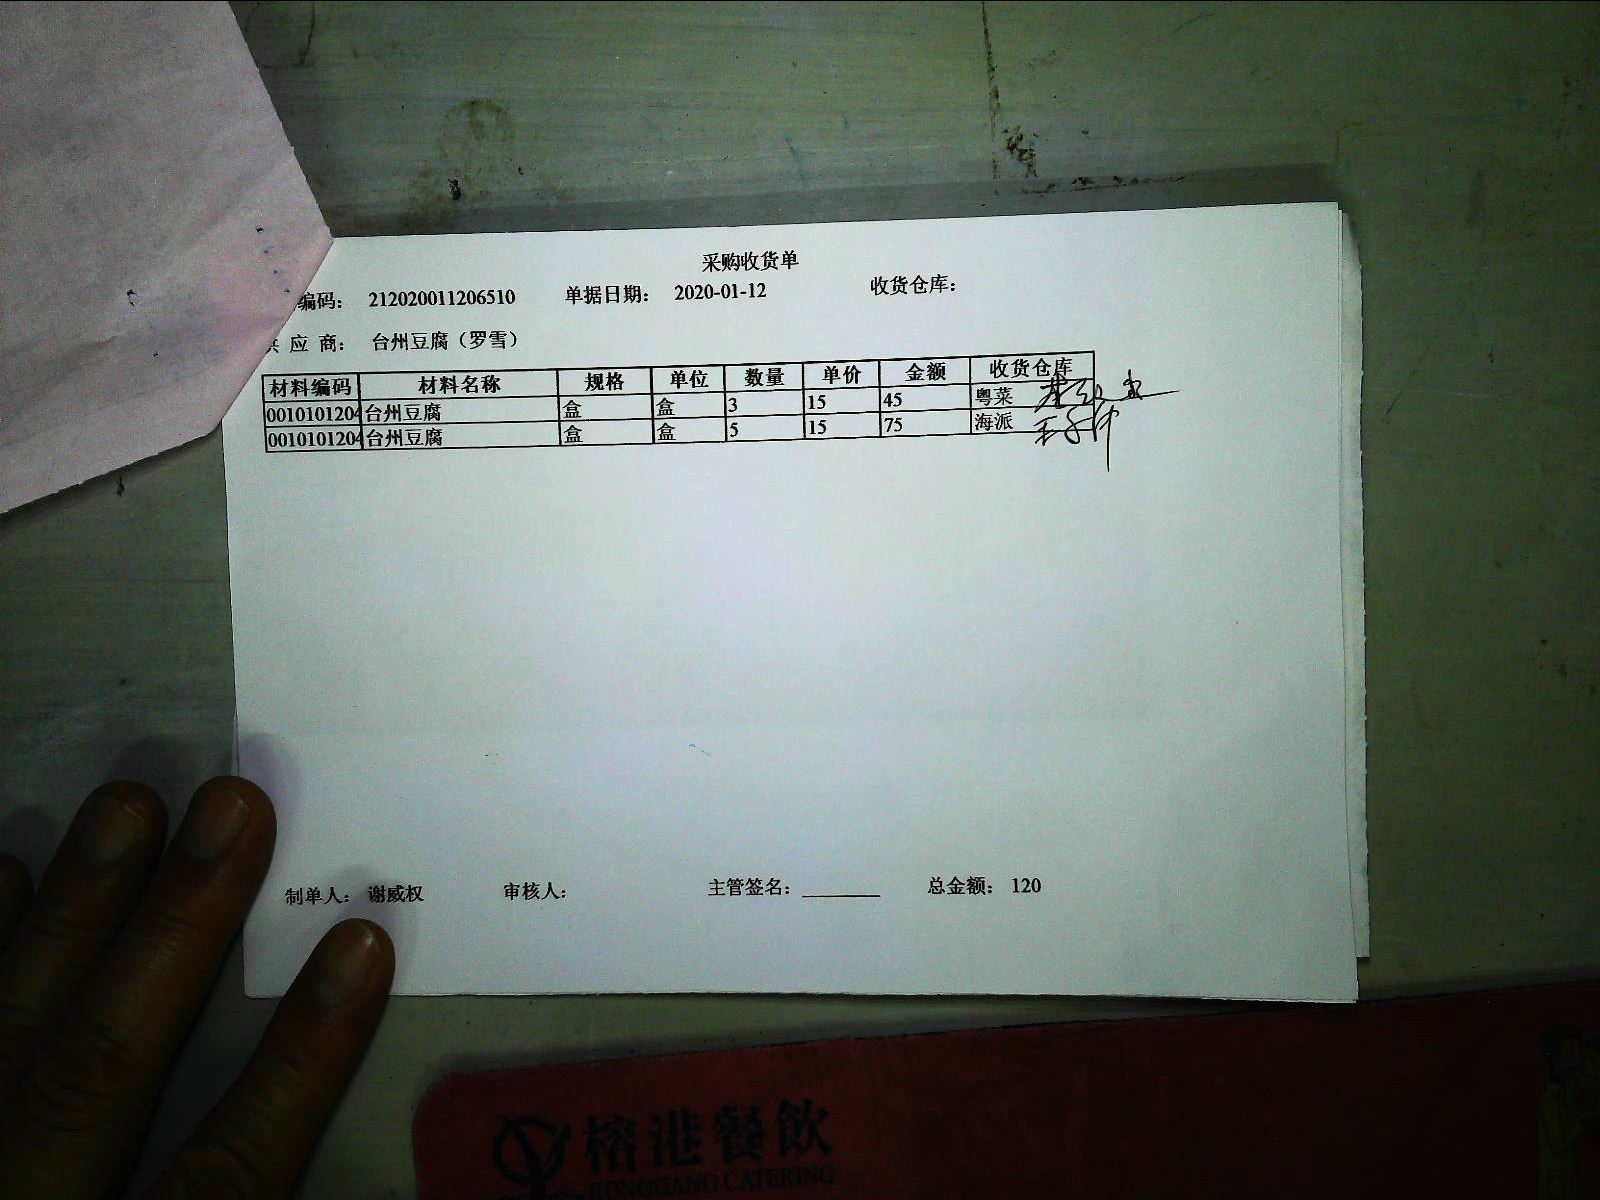 采购收货单
编码： 212020011206510 单据日期： 2020-01-12 收货仓库：
应 商： 台州豆腐（罗雪）
材料编码 材料名称 规格 单位 数量 单价 金额 收货仓库
0010101204 台州豆腐 盒 盒 3 15 45 粤菜
0010101204 台州豆腐 盒 盒 5 15 75 海派
制单人： 谢威权 审核人： 主管签名： 总金额： 120
榕港餐飲
RONGGANG CATERING